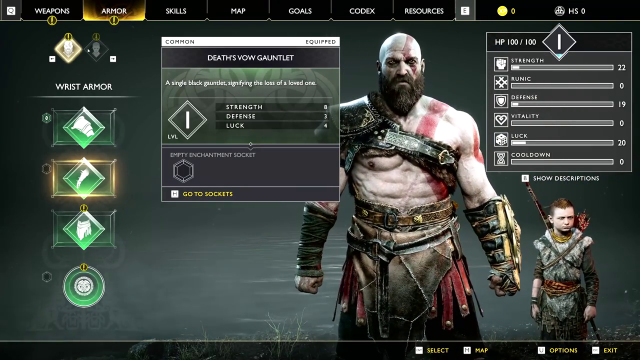 Q WEAPONS ARMOR SKILLS MAP GOALS CODEX RESOURCES E 0 HS 0
COMMON EQUIPPED
DEATH'S VOW GAUNTLET
A single black gauntlet, signifying the loss of a loved one.
I
LVL
STRENGTH 8
DEFENSE 3
LUCK 4
EMPTY ENCHANTMENT SOCKET
H GO TO SOCKETS
WRIST ARMOR
HP 100 / 100 I
STRENGTH 22
RUNIC 0
DEFENSE 19
VITALITY 0
LUCK 20
COOLDOWN 0
SHOW DESCRIPTIONS
SELECT M MAP OPTIONS EXIT